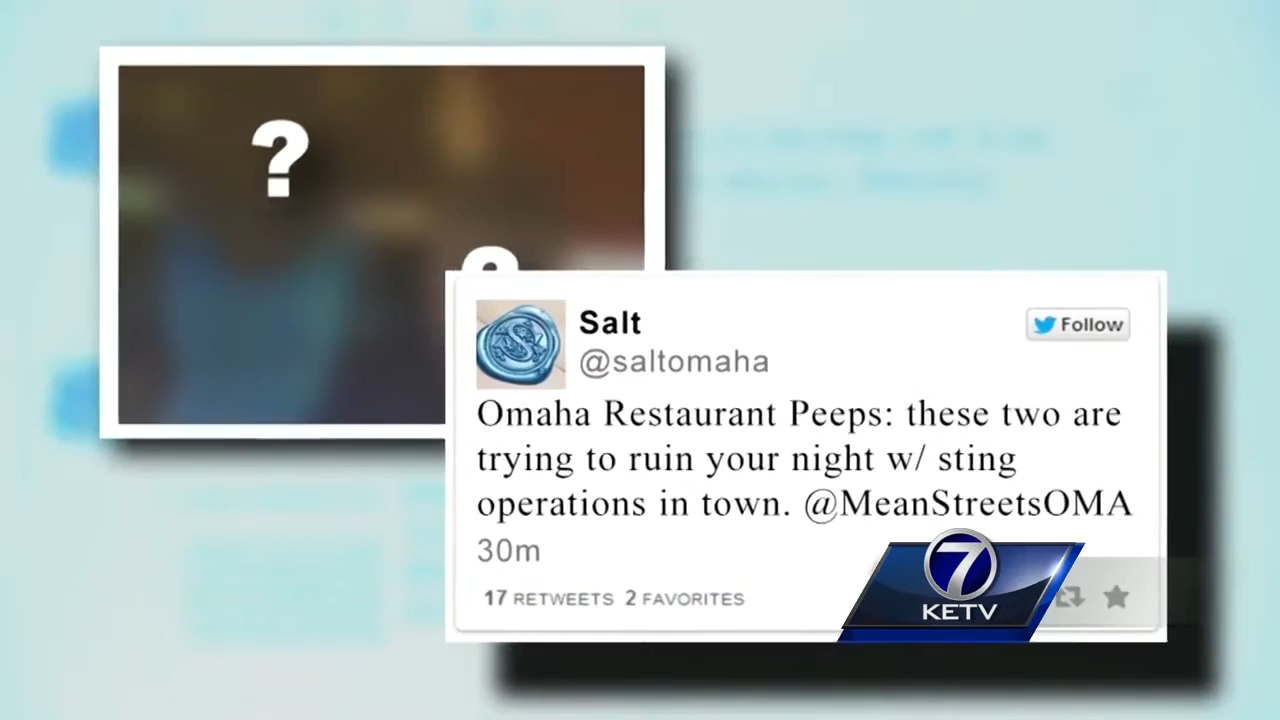 ?
?
Salt
Follow
@saltomaha
Omaha Restaurant Peeps: these two are
trying to ruin your night w/ sting
operations in town. @MeanStreetsOMA
30m
17 RETWEETS 2 FAVORITES
7
KETV